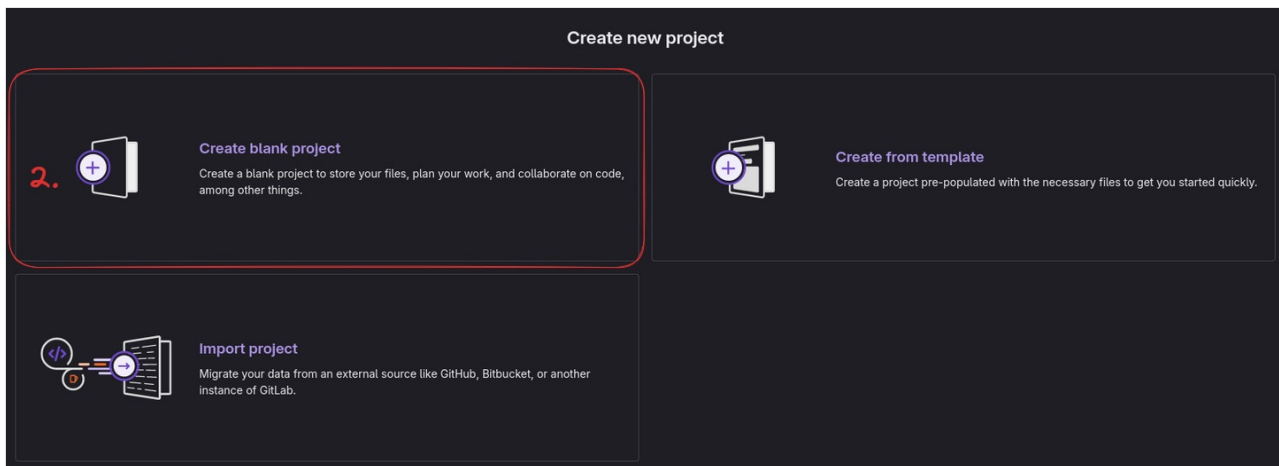 Create new project
2.
Create blank project
Create a blank project to store your files, plan your work, and collaborate on code,
among other things.
Create from template
Create a project pre-populated with the necessary files to get you started quickly.
Import project
Migrate your data from an external source like GitHub, Bitbucket, or another
instance of GitLab.